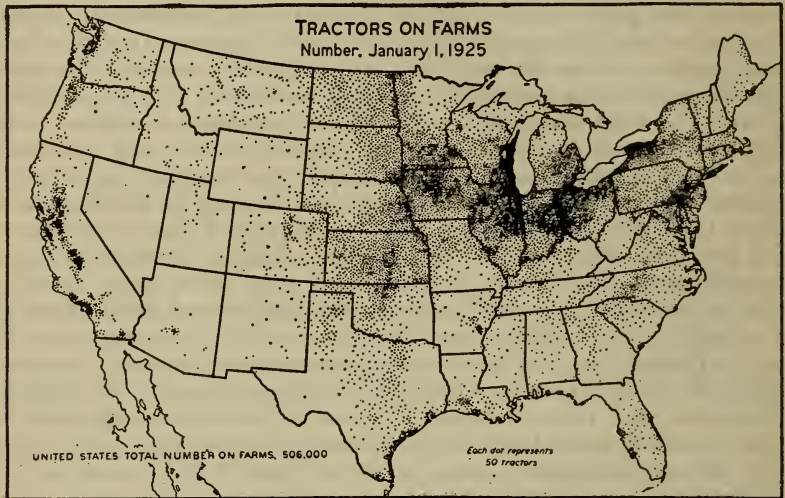 TRACTORS ON FARMS
Number, January 1, 1925
UNITED STATES TOTAL NUMBER ON FARMS, 506,000
Each dot represents
50 tractors